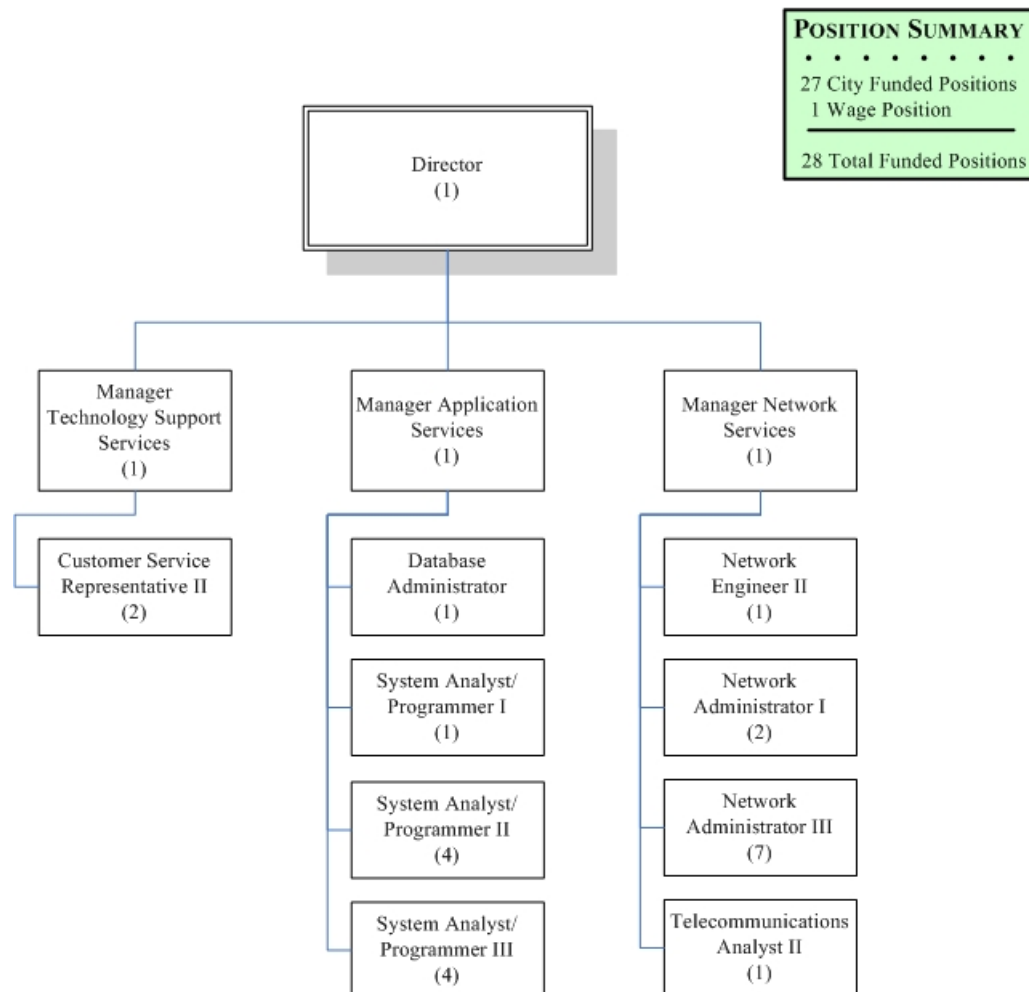 POSITION SUMMARY
27 City Funded Positions
1 Wage Position
28 Total Funded Positions
Director
(1)
Manager
Technology Support
Services
(1)
Manager Application
Services
(1)
Manager Network
Services
(1)
Customer Service
Representative II
(2)
Database
Administrator
(1)
Network
Engineer II
(1)
System Analyst/
Programmer I
(1)
Network
Administrator I
(2)
System Analyst/
Programmer II
(4)
Network
Administrator III
(7)
System Analyst/
Programmer III
(4)
Telecommunications
Analyst II
(1)